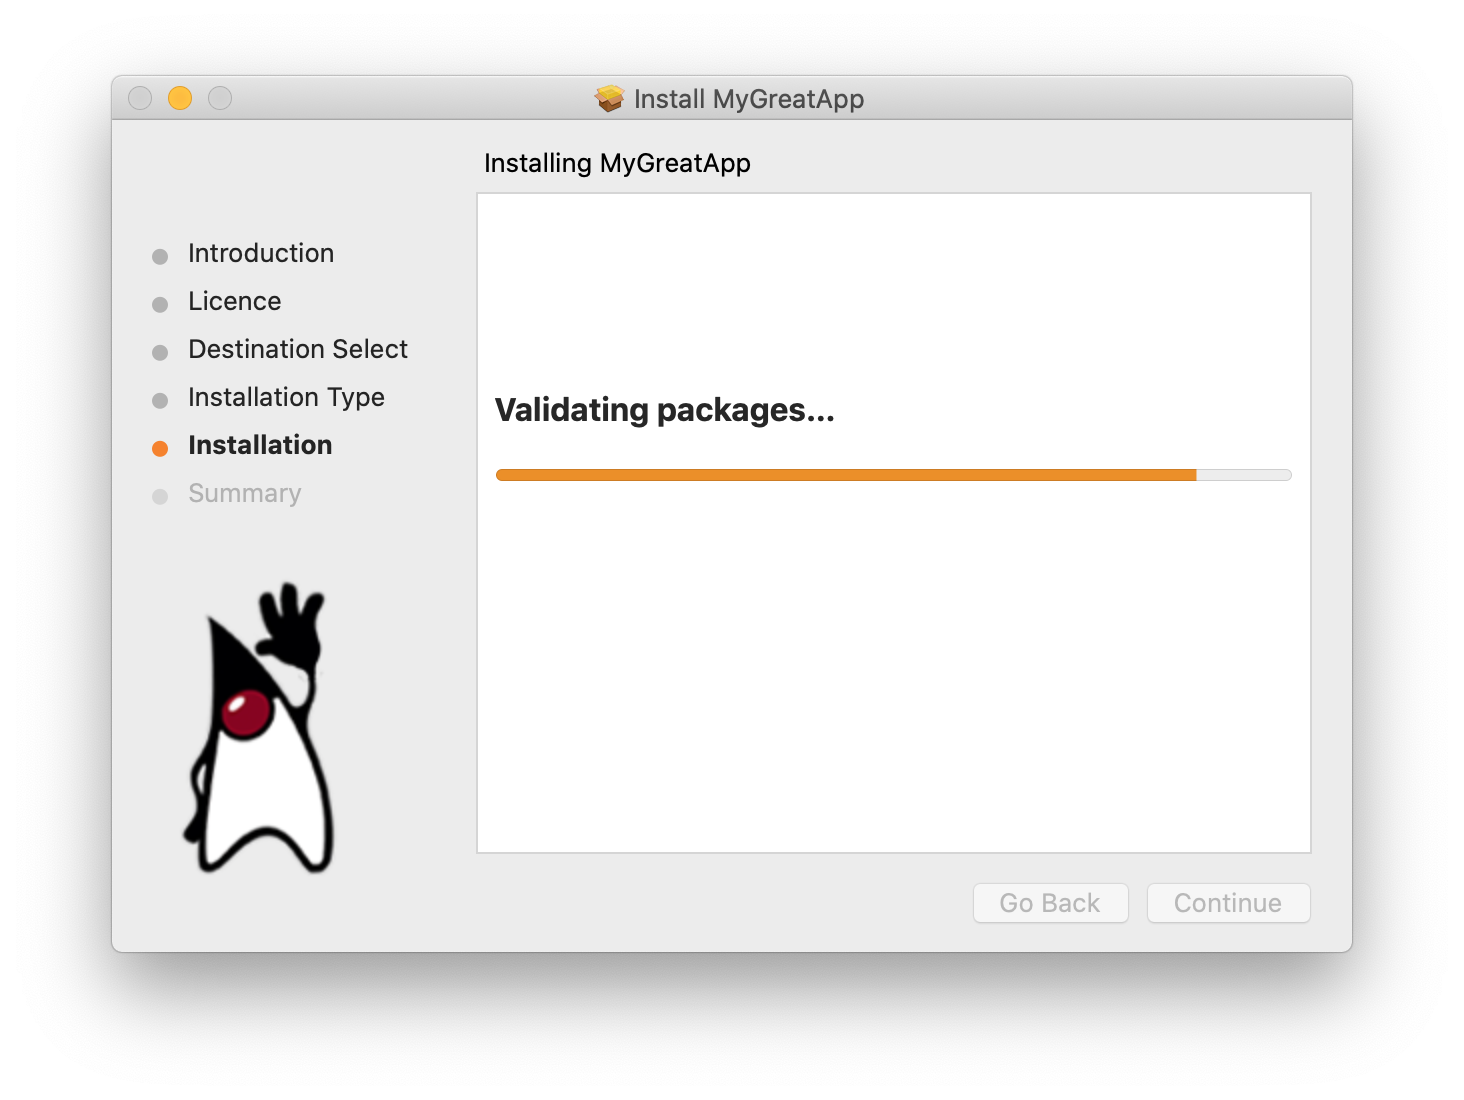 Install MyGreatApp
Installing MyGreatApp
Introduction
Licence
Destination Select
Installation Type
Installation
Summary
Validating packages...
Go Back
Continue